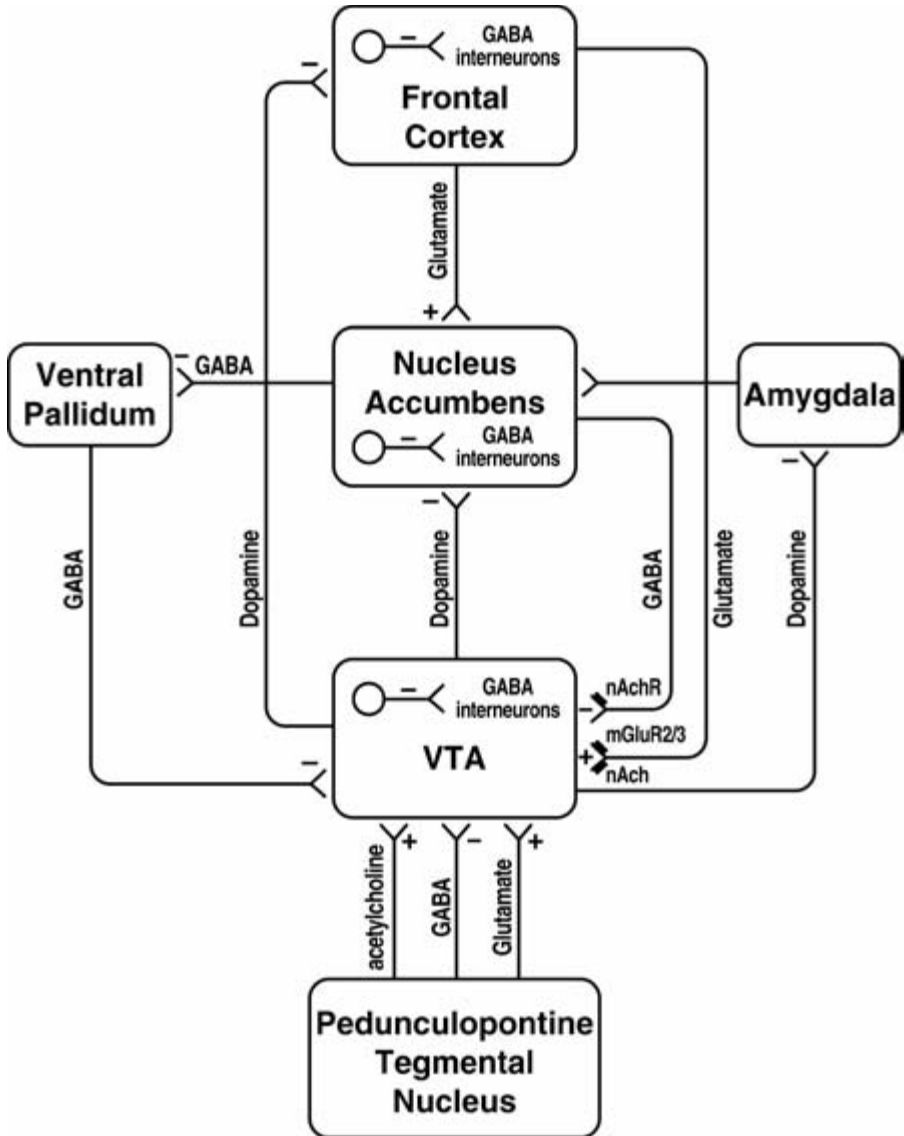 GABA
interneurons
Frontal
Cortex
Glutamate
Ventral
Pallidum
GABA
Nucleus
Accumbens
GABA
interneurons
Amygdala
GABA
Dopamine
Dopamine
GABA
Glutamate
Dopamine
GABA
interneurons
VTA
nAchR
mGluR2/3
nAch
acetylcholine
GABA
Glutamate
Pedunculopontine
Tegmental
Nucleus